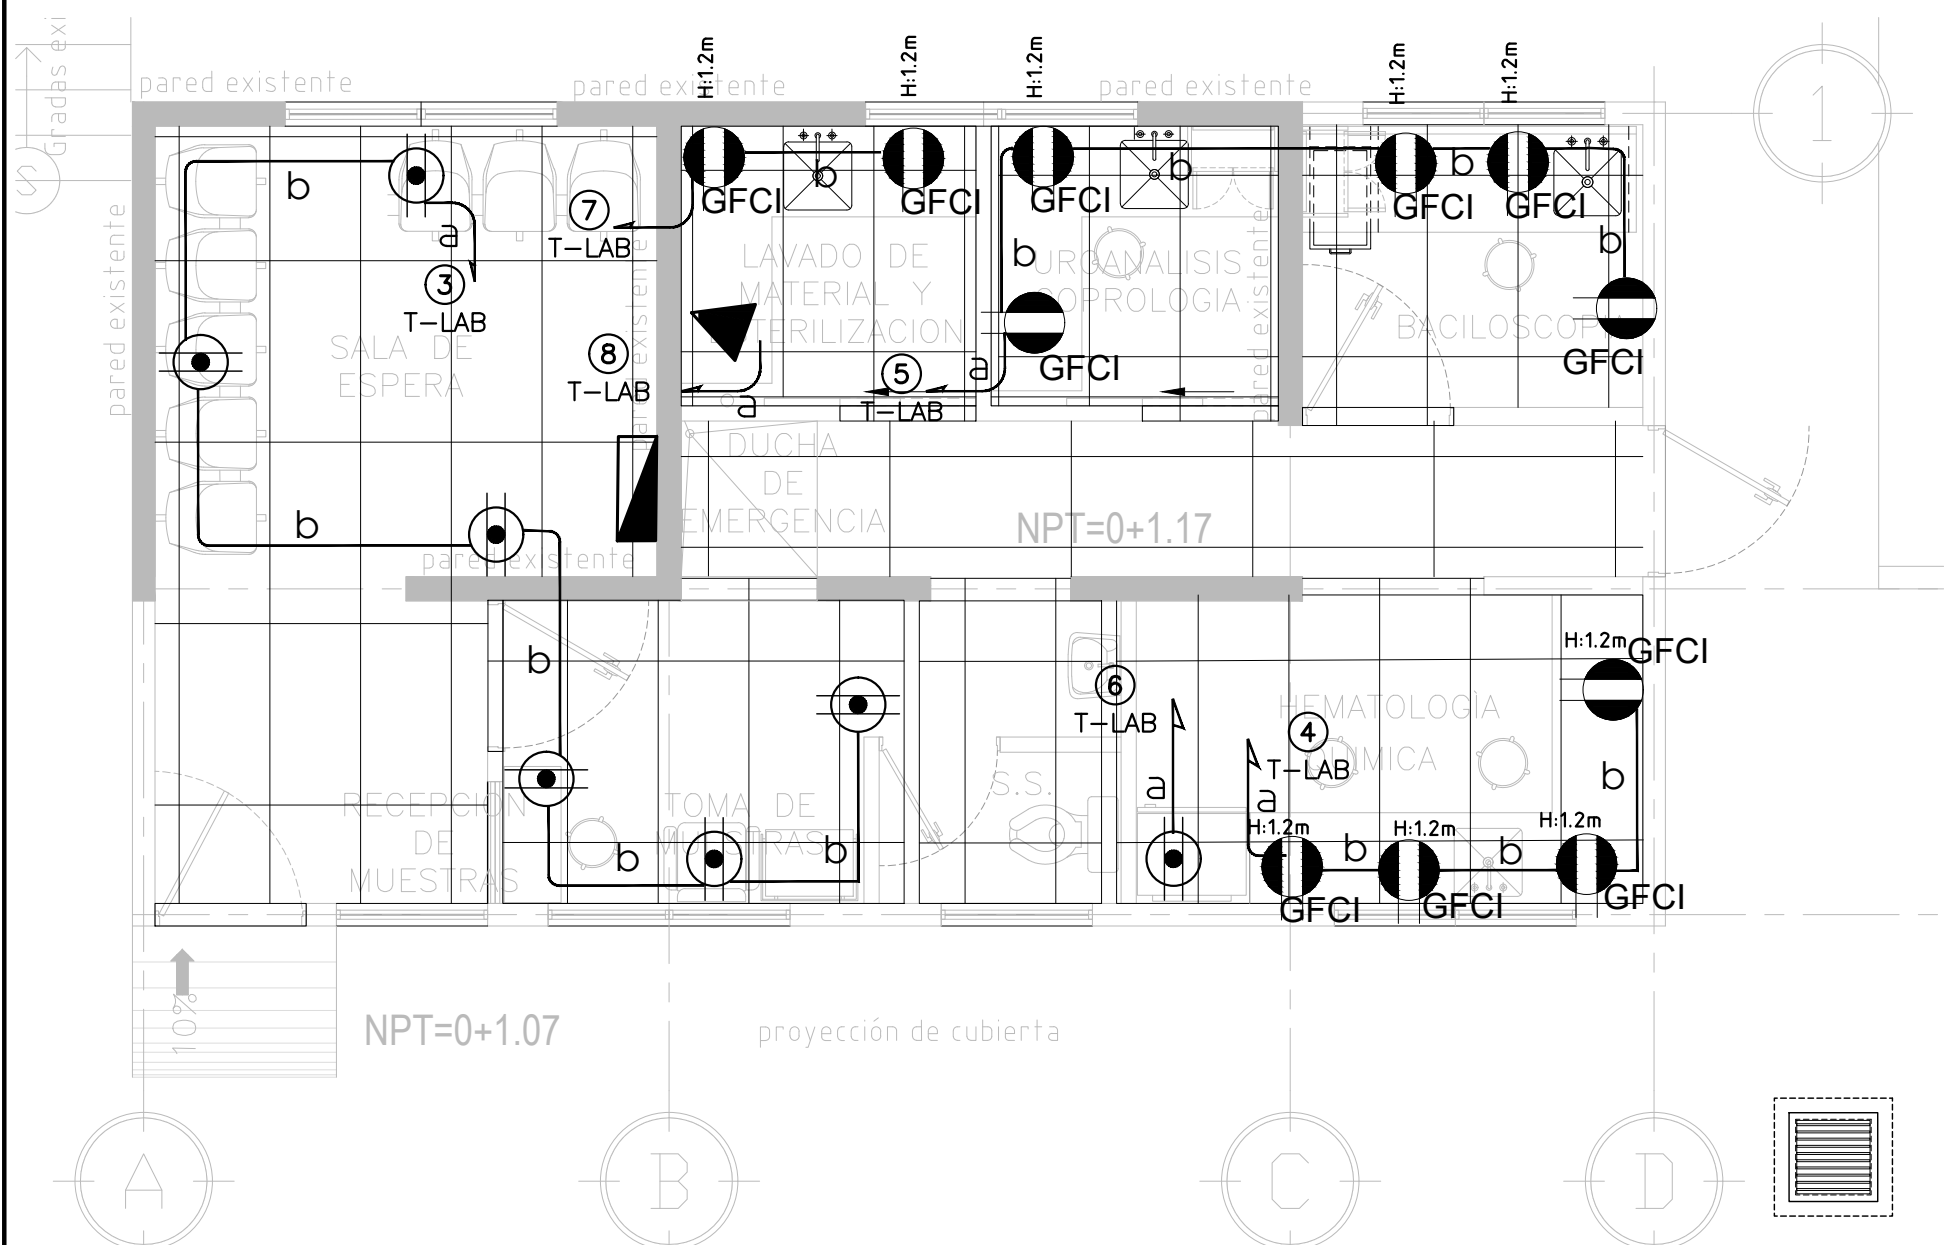 Gradas exi
S
pared existente
pared existente
pared existente
H:1.2m
H:1.2m
H:1.2m
H:1.2m
H:1.2m
1
b
b
b
b
GFCI
GFCI
GFCI
GFCI
GFCI
7
T-LAB
a
3
T-LAB
b
b
LAVADO DE
MATERIAL Y
UROANALISIS
COPROLOGIA
BACILOSCOP
pared existente
pared existente
pared existente
SALA DE
ESPERA
8
T-LAB
a
5
T-LAB
a
GFCI
GFCI
DUCHA
DE
EMERGENCIA
NPT=0+1.17
b
pared existente
b
H:1.2m
GFCI
6
T-LAB
HEMATOLOGÌA
QUIMICA
4
T-LAB
a
a
b
RECEPCION
DE
MUESTRAS
TOMA DE
MUESTRAS
S.S.
b
b
H:1.2m
H:1.2m
H:1.2m
b
b
GFCI
GFCI
GFCI
10%
NPT=0+1.07
proyección de cubierta
A
B
C
D